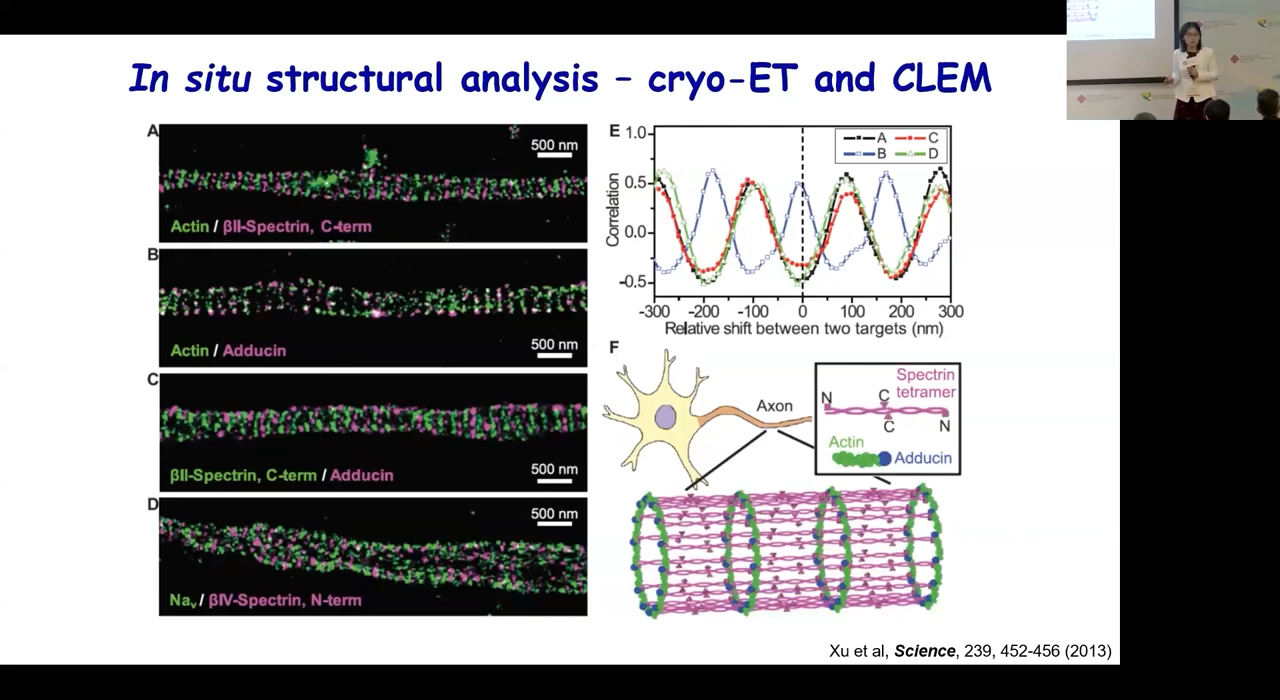 In situ structural analysis – cryo-ET and CLEM
A
500 nm
Actin / βII-Spectrin, C-term
B
500 nm
Actin / Adducin
C
500 nm
βII-Spectrin, C-term / Adducin
D
500 nm
Nav / βIV-Spectrin, N-term
E
1.0
0.5
0.0
-0.5
Correlation
A C
B D
-300 -200 -100 0 100 200 300
Relative shift between two targets (nm)
F
Axon
Spectrin
tetramer
N C
C N
Actin
Adducin
Xu et al, Science, 239, 452-456 (2013)